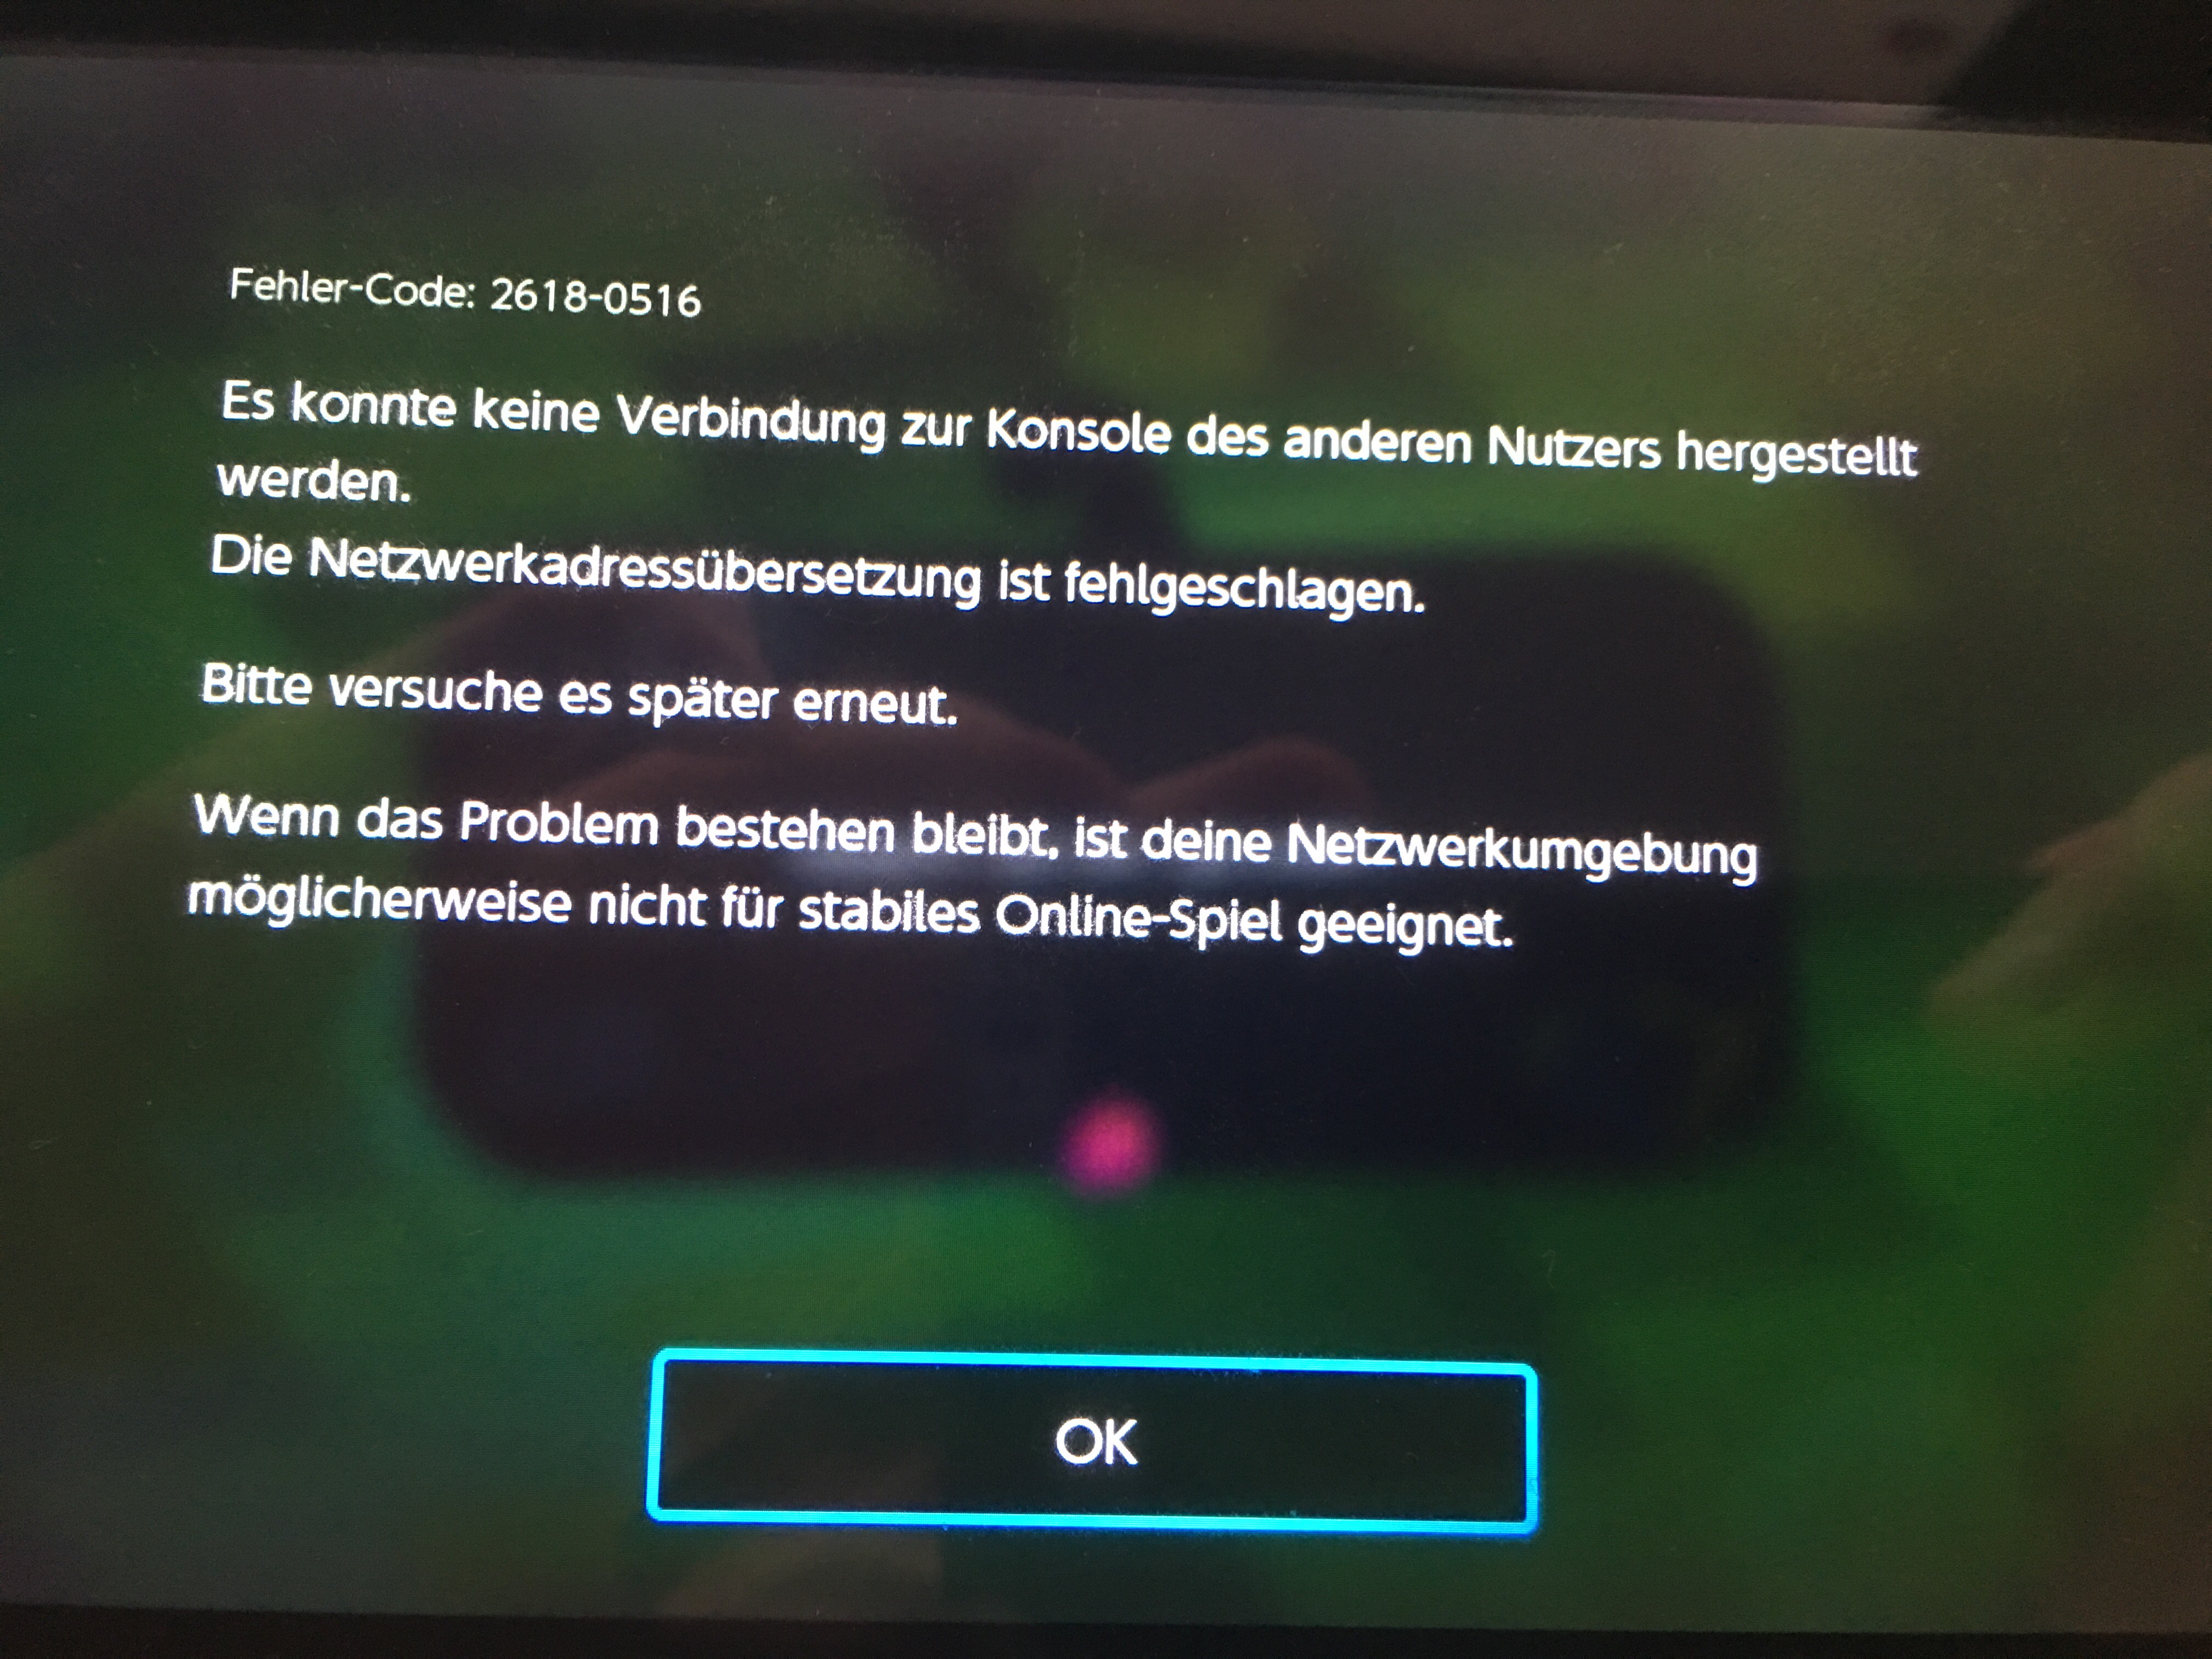 Fehler-Code: 2618-0516
Es konnte keine Verbindung zur Konsole des anderen Nutzers hergestellt
werden.
Die Netzwerkadressübersetzung ist fehlgeschlagen.
Bitte versuche es später erneut.
Wenn das Problem bestehen bleibt, ist deine Netzwerkumgebung
möglicherweise nicht für stabiles Online-Spiel geeignet.
OK